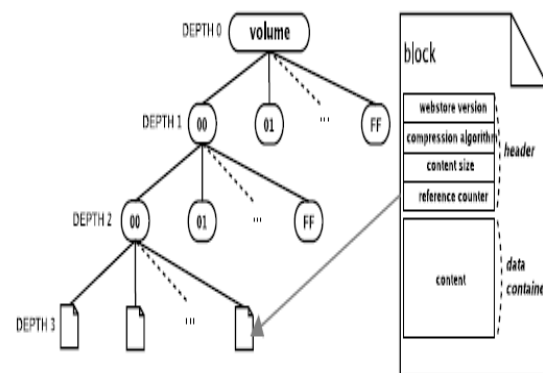 DEPTH 0
volume
DEPTH 1
00
01
...
FF
DEPTH 2
00
01
...
FF
DEPTH 3
...
block
webstore version
compression algorithm
content size
reference counter
header
content
data
container